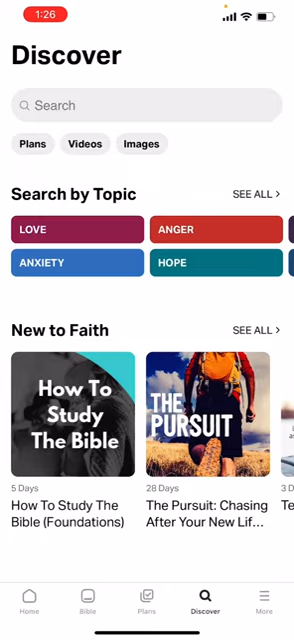 1:26
Discover
Search
Plans
Videos
Images
Search by Topic
SEE ALL >
LOVE
ANGER
ANXIETY
HOPE
New to Faith
SEE ALL >
How To
Study
The Bible
THE
PURSUIT
5 Days
How To Study The
Bible (Foundations)
28 Days
The Pursuit: Chasing
After Your New Lif...
3 D
Te
Home
Bible
Plans
Discover
More